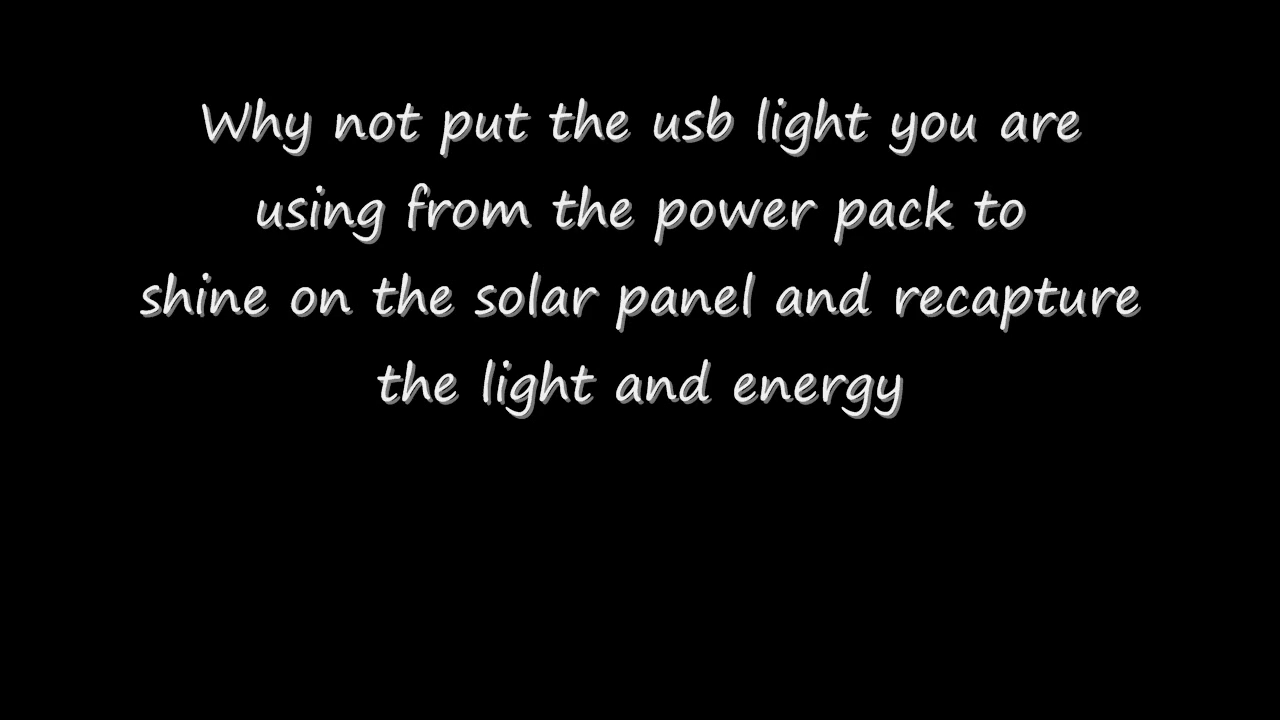 Why not put the usb light you are
using from the power pack to
shine on the solar panel and recapture
the light and energy